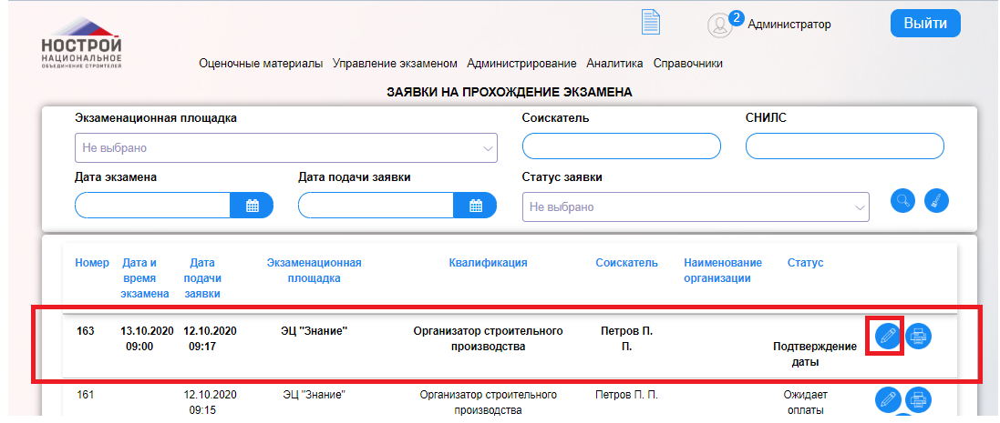 НОСТРОЙ
НАЦИОНАЛЬНОЕ
ОБЪЕДИНЕНИЕ СТРОИТЕЛЕЙ
2
Администратор
Выйти
Оценочные материалы Управление экзаменом Администрирование Аналитика Справочники
ЗАЯВКИ НА ПРОХОЖДЕНИЕ ЭКЗАМЕНА
Экзаменационная площадка
Соискатель
СНИЛС
Не выбрано
Дата экзамена
Дата подачи заявки
Статус заявки
Не выбрано
Номер
Дата и
время
экзамена
Дата
подачи
заявки
Экзаменационная
площадка
Квалификация
Соискатель
Наименование
организации
Статус
163
13.10.2020
09:00
12.10.2020
09:17
ЭЦ "Знание"
Организатор строительного
производства
Петров П.
П.
Подтверждение
даты
161
12.10.2020
09:15
ЭЦ "Знание"
Организатор строительного
производства
Петров П. П.
Ожидает
оплаты